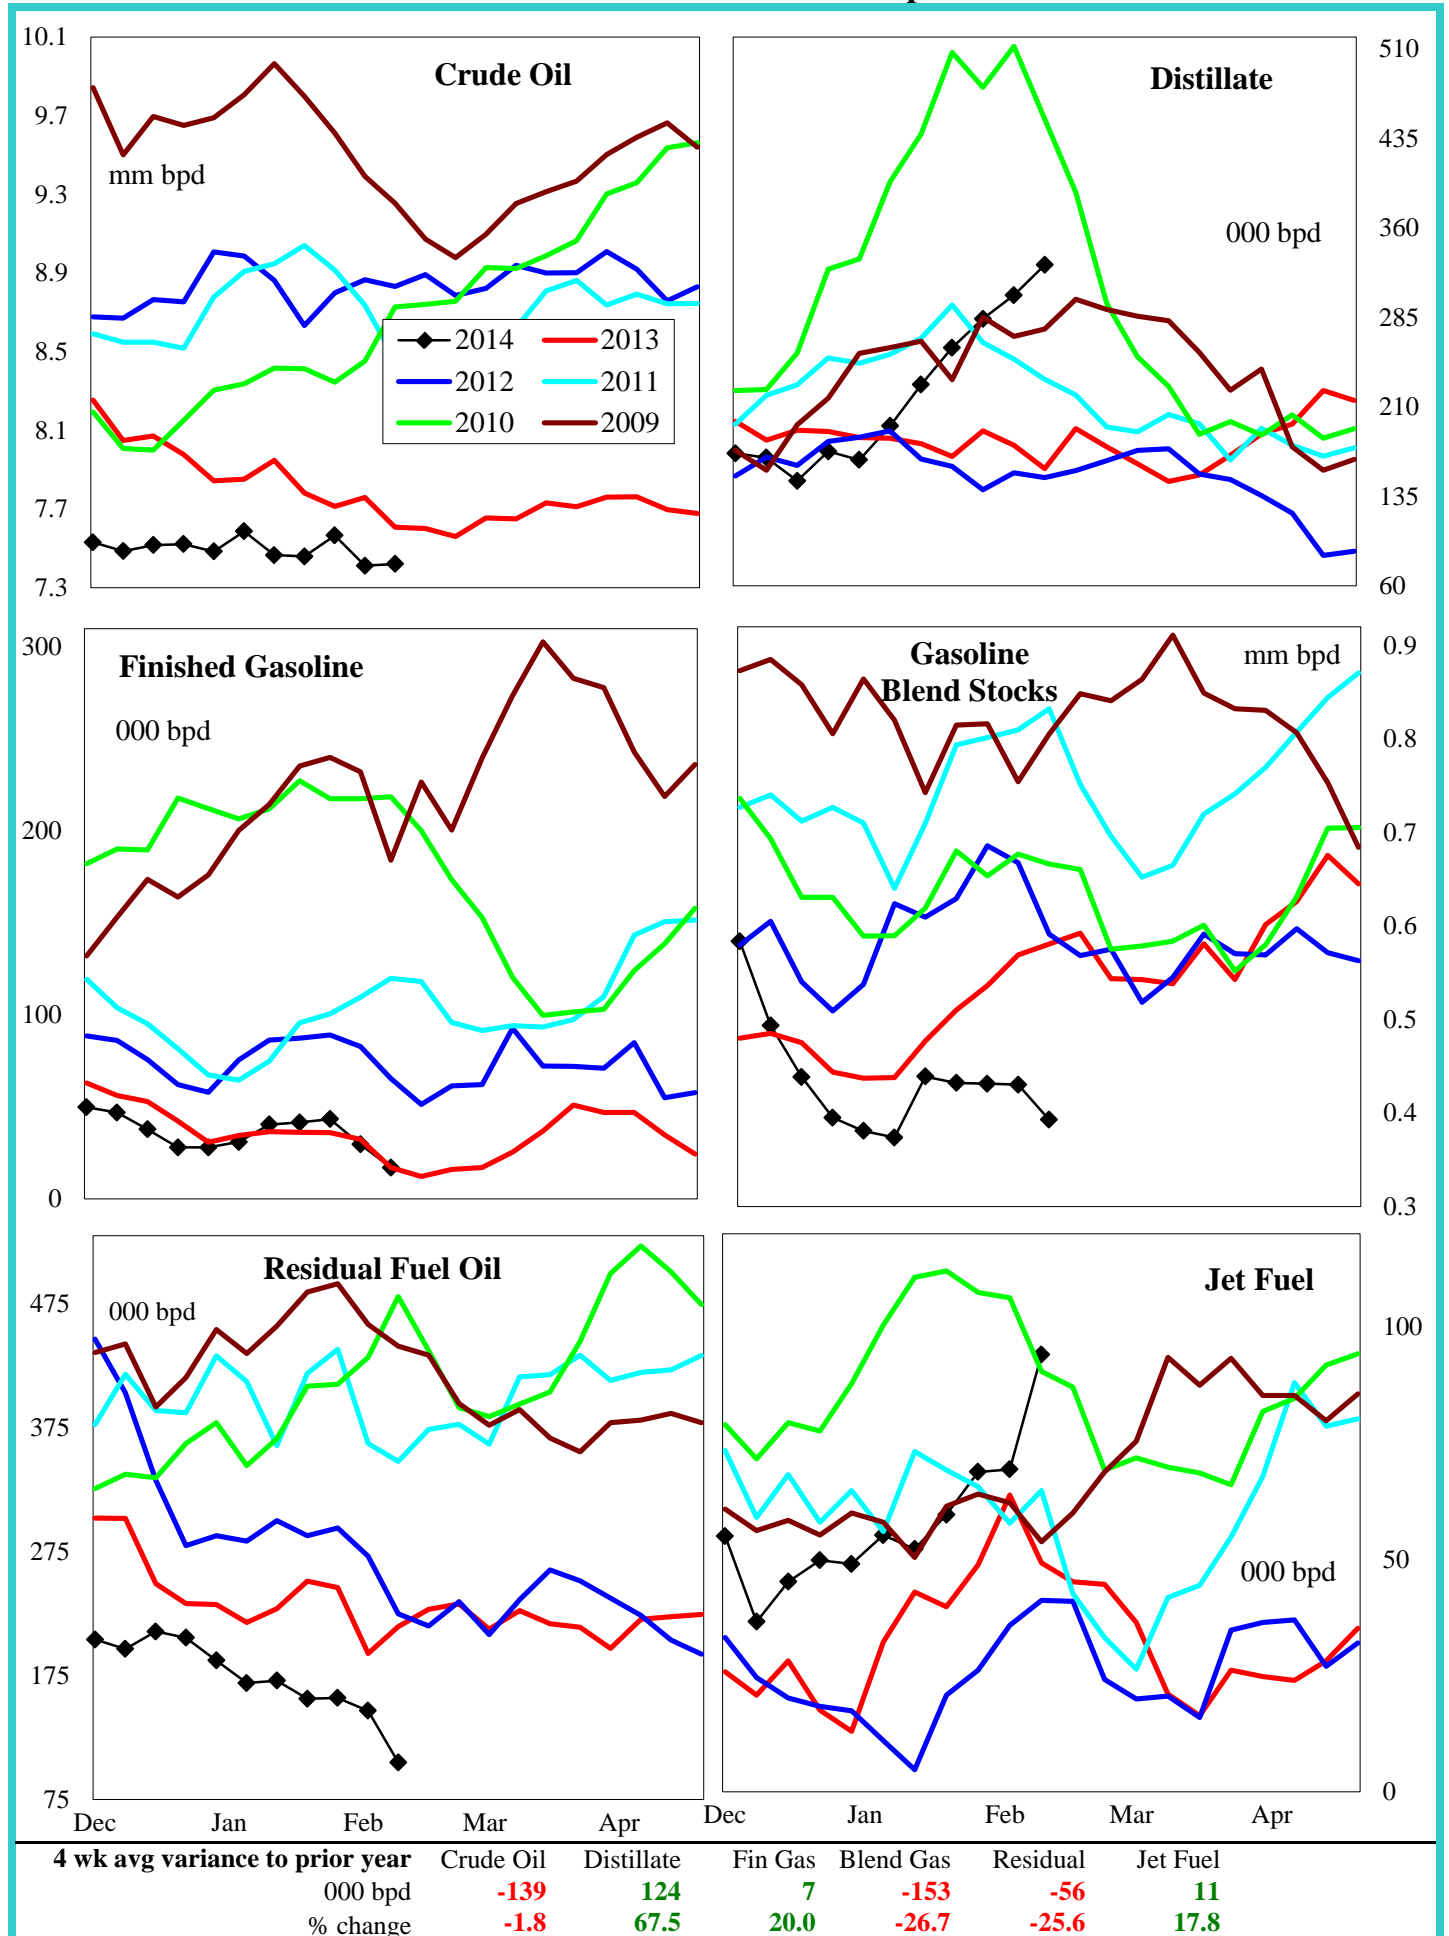 10.1
9.7
9.3
8.9
8.5
8.1
7.7
7.3
Crude Oil
mm bpd
2014
2013
2012
2011
2010
2009
Distillate
000 bpd
510
435
360
285
210
135
60
300
200
100
0
Finished Gasoline
000 bpd
Gasoline
Blend Stocks
mm bpd
0.9
0.8
0.7
0.6
0.5
0.4
0.3
475
375
275
175
75
Residual Fuel Oil
000 bpd
Dec Jan Feb Mar Apr
Jet Fuel
000 bpd
100
50
0
Dec Jan Feb Mar Apr
4 wk avg variance to prior year Crude Oil Distillate Fin Gas Blend Gas Residual Jet Fuel
000 bpd -139 124 7 -153 -56 11
% change -1.8 67.5 20.0 -26.7 -25.6 17.8